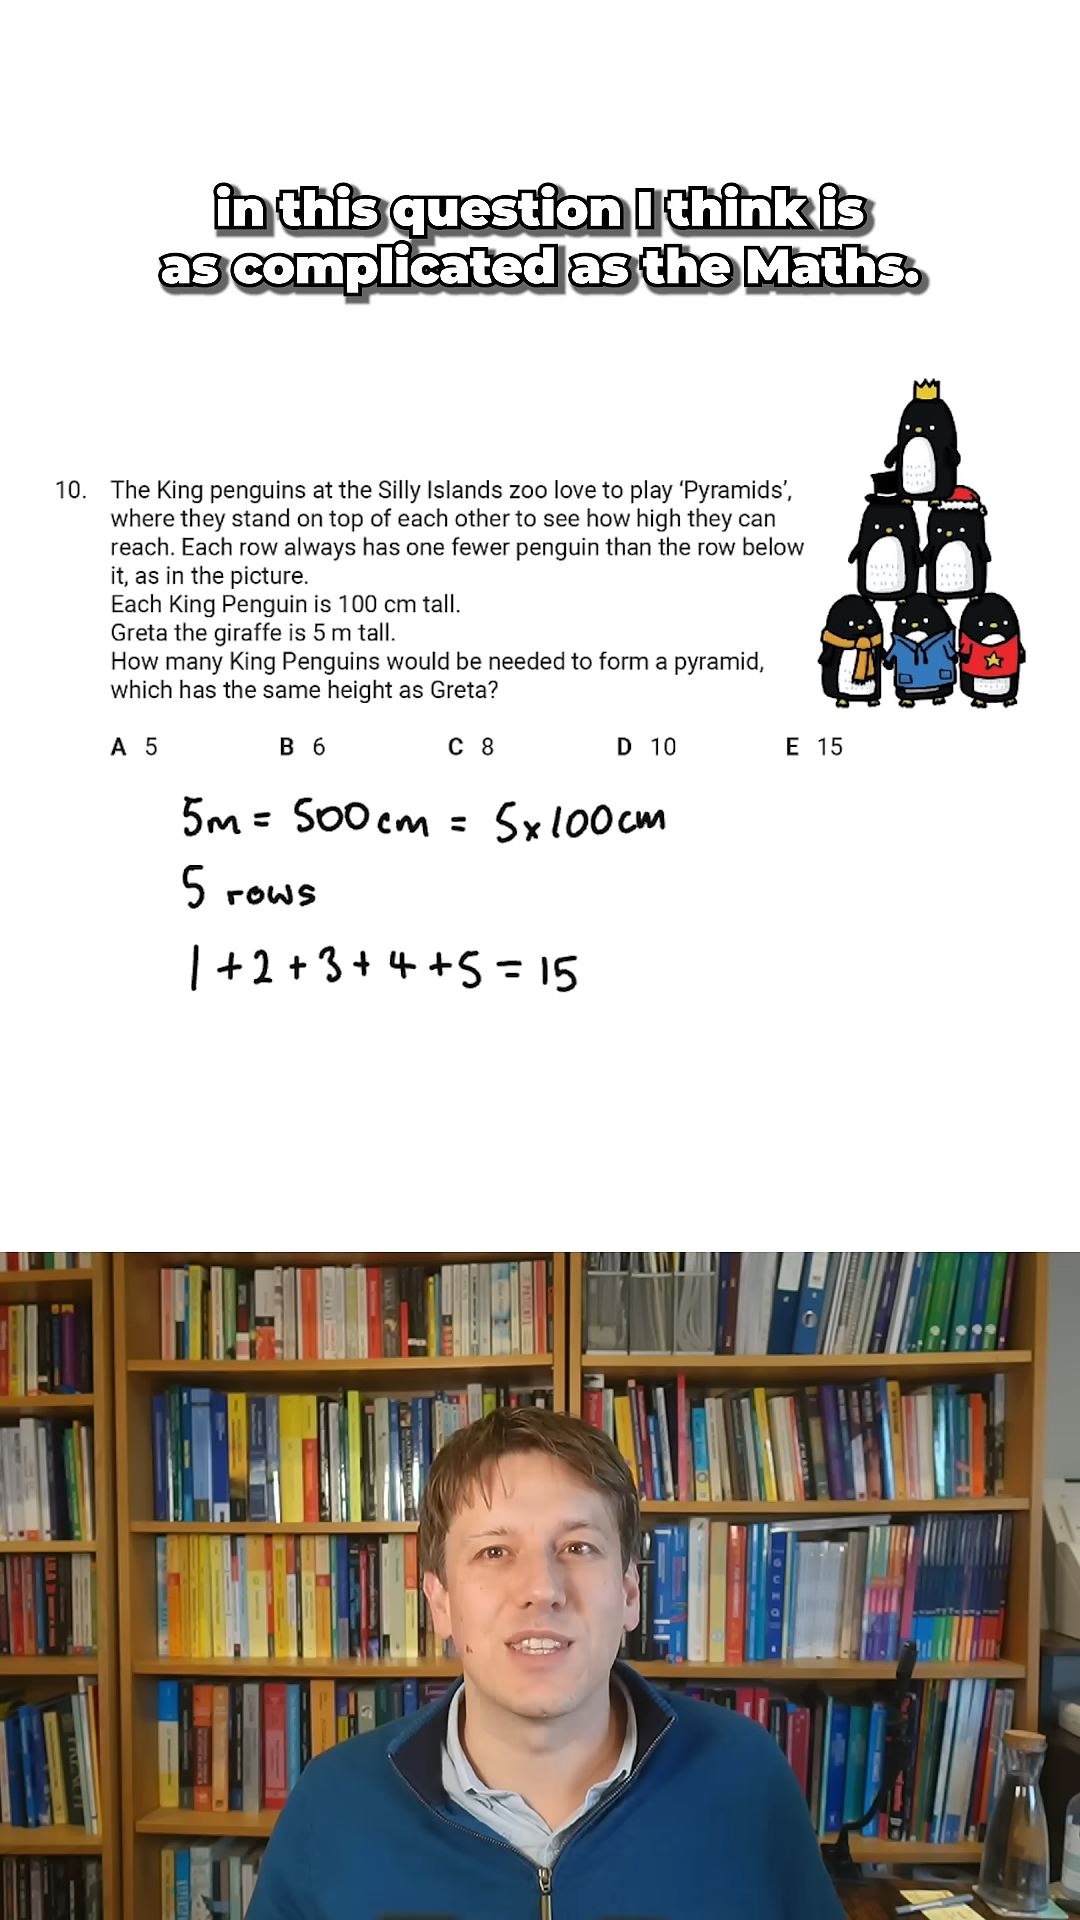 in this question I think is
as complicated as the Maths.
10. The King penguins at the Silly Islands zoo love to play ‘Pyramids’,
where they stand on top of each other to see how high they can
reach. Each row always has one fewer penguin than the row below
it, as in the picture.
Each King Penguin is 100 cm tall.
Greta the giraffe is 5 m tall.
How many King Penguins would be needed to form a pyramid,
which has the same height as Greta?
A 5 B 6 C 8 D 10 E 15
5m = 500cm = 5x100cm
5 rows
1+2+3+4+5=15